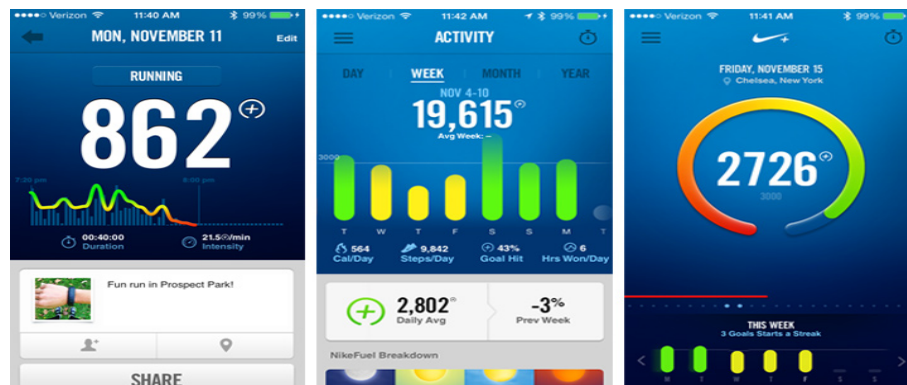 ●●●●○ Verizon 11:40 AM 99%
MON, NOVEMBER 11 Edit
RUNNING
862
7:20 pm 8:00 pm
00:40:00 21.5/min
Duration Intensity
Fun run in Prospect Park!
SHARE
●●●●○ Verizon 11:42 AM 99%
ACTIVITY
DAY WEEK MONTH YEAR
NOV 4-10
19,615
Avg Week: --
3000
T W T F S S M T
564 9,842 43% 6
Cal/Day Steps/Day Goal Hit Hrs Won/Day
2,802 -3%
Daily Avg Prev Week
NikeFuel Breakdown
●●●●○ Verizon 11:41 AM 99%
FRIDAY, NOVEMBER 15
Chelsea, New York
2726
3000
THIS WEEK
3 Goals Starts a Streak
M T W T F S S